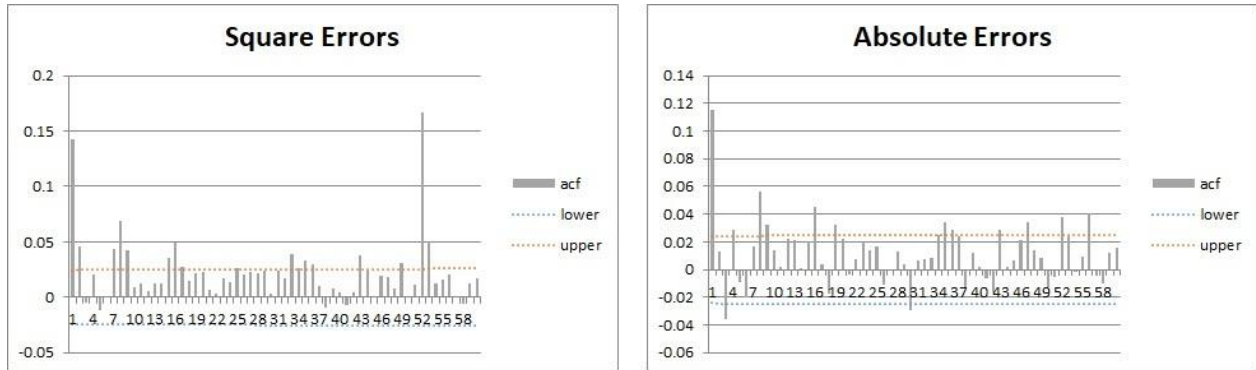 Square Errors
0.2
0.15
0.1
0.05
0
-0.05
1 4 7 10 13 16 19 22 25 28 31 34 37 40 43 46 49 52 55 58
acf
lower
upper
Absolute Errors
0.14
0.12
0.1
0.08
0.06
0.04
0.02
0
-0.02
-0.04
-0.06
1 4 7 10 13 16 19 22 25 28 31 34 37 40 43 46 49 52 55 58
acf
lower
upper